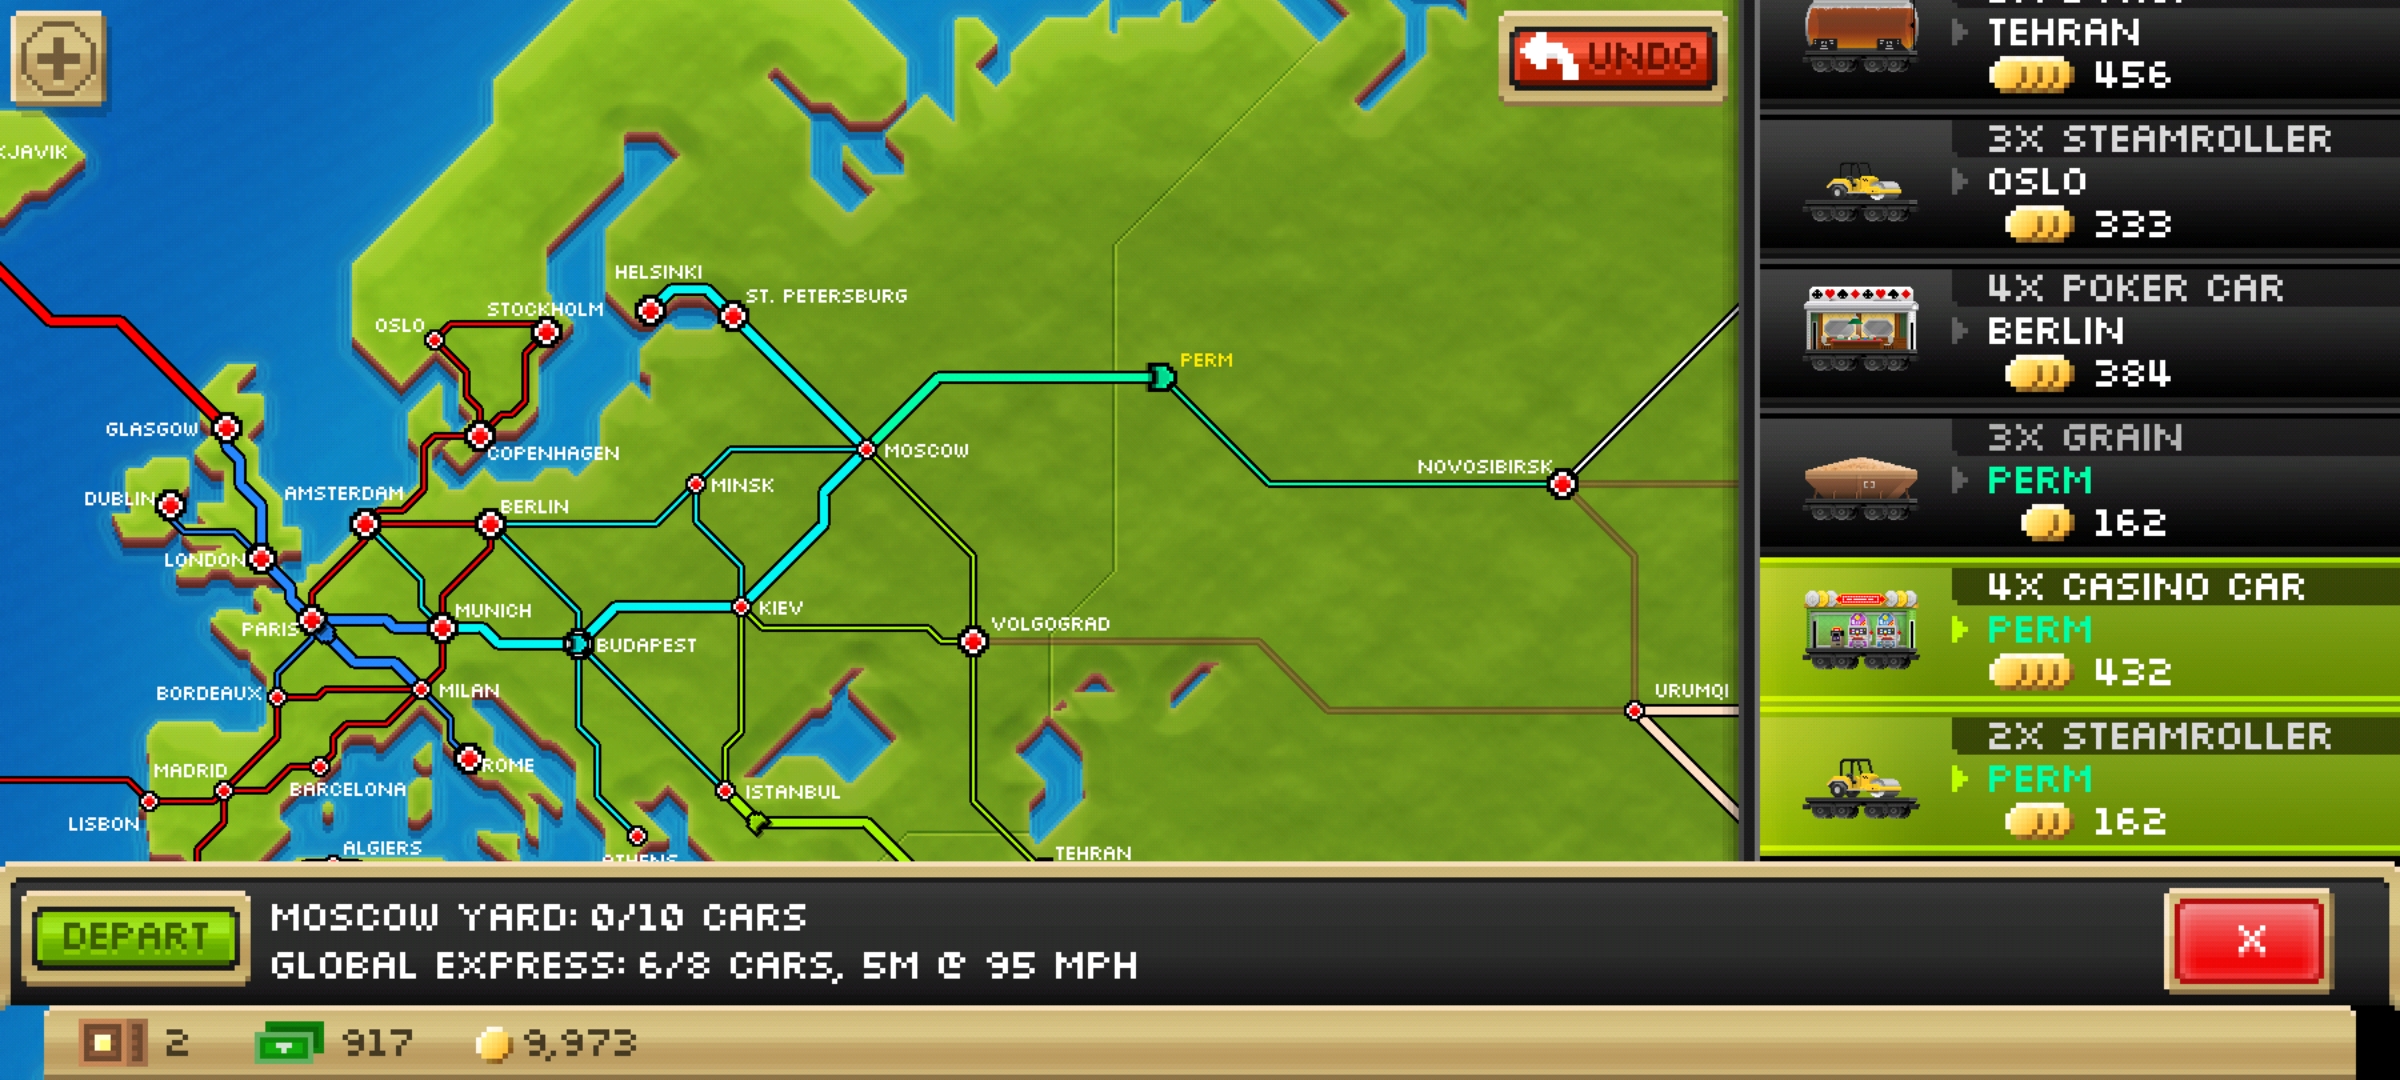 UNDO
KJAVIK
HELSINKI
ST. PETERSBURG
STOCKHOLM
OSLO
PERM
GLASGOW
COPENHAGEN
MOSCOW
NOVOSIBIRSK
MINSK
DUBLIN
AMSTERDAM
BERLIN
LONDON
MUNICH
KIEV
PARIS
BUDAPEST
VOLGOGRAD
BORDEAUX
MILAN
URUMQI
MADRID
ROME
BARCELONA
ISTANBUL
LISBON
ALGIERS
ATHENS
TEHRAN
TEHRAN
456
3X STEAMROLLER
OSLO
333
4X POKER CAR
BERLIN
384
3X GRAIN
PERM
162
4X CASINO CAR
PERM
432
2X STEAMROLLER
PERM
162
DEPART
MOSCOW YARD: 0/10 CARS
GLOBAL EXPRESS: 6/8 CARS, 5M @ 95 MPH
X
2
917
9,973